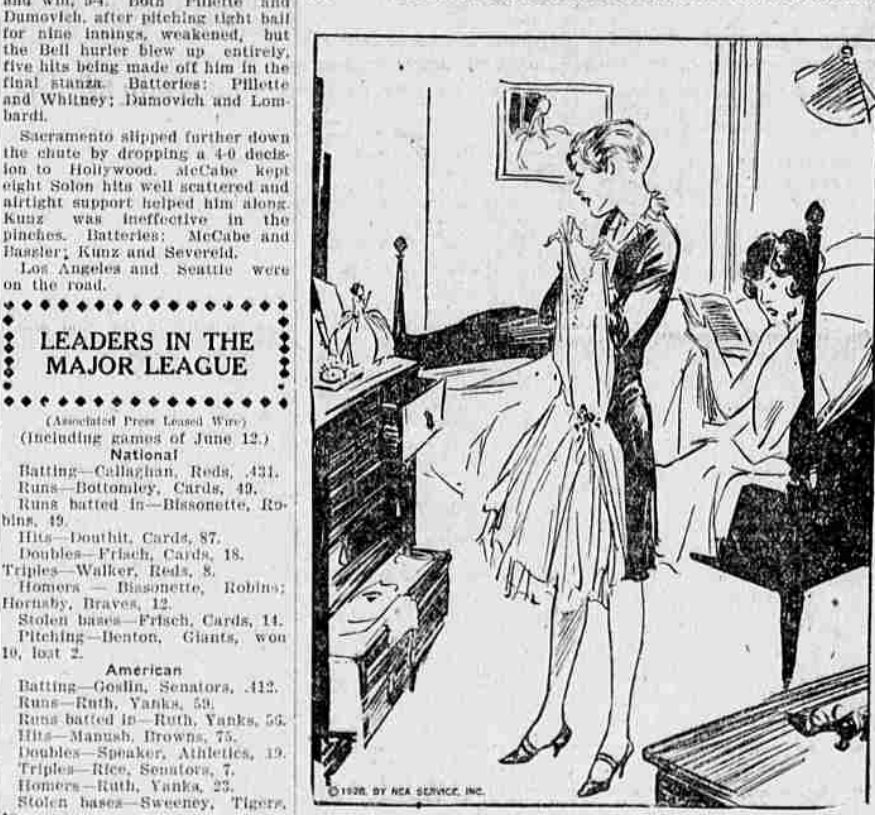 and win, 5-4. Both Pillette and
Dumovich, after pitching tight ball
for nine innings, weakened, but
the Bell hurler blew up entirely,
five hits being made off him in the
final stanza. Batteries: Pillette
and Whitney; Dumovich and Lom-
bardi.
Sacramento slipped further down
the chute by dropping a 4-0 decis-
ion to Hollywood. McCabe kept
eight Solon hits well scattered and
airtight support helped him along.
Kunz was ineffective in the
pinches. Batteries: McCabe and
Bassler; Kunz and Severeid.
Los Angeles and Seattle were
on the road.
LEADERS IN THE
MAJOR LEAGUE
(Associated Press Leased Wire)
(Including games of June 12.)
National
Batting—Callaghan, Reds, .431.
Runs—Bottomley, Cards, 49.
Runs batted in—Bissonette, Ro-
bins, 49.
Hits—Douthit, Cards, 87.
Doubles—Frisch, Cards, 18.
Triples—Walker, Reds, 8.
Homers — Bissonette, Robins;
Hornsby, Braves, 12.
Stolen bases—Frisch, Cards, 14.
Pitching—Benton, Giants, won
10, lost 2.
American
Batting—Goslin, Senators, .412.
Runs—Ruth, Yanks, 59.
Runs batted in—Ruth, Yanks, 56.
Hits—Manush, Browns, 75.
Doubles—Speaker, Athletics, 19.
Triples—Rice, Senators, 7.
Homers—Ruth, Yanks, 23.
Stolen bases—Sweeney, Tigers,
©1928, BY NEA SERVICE, INC.